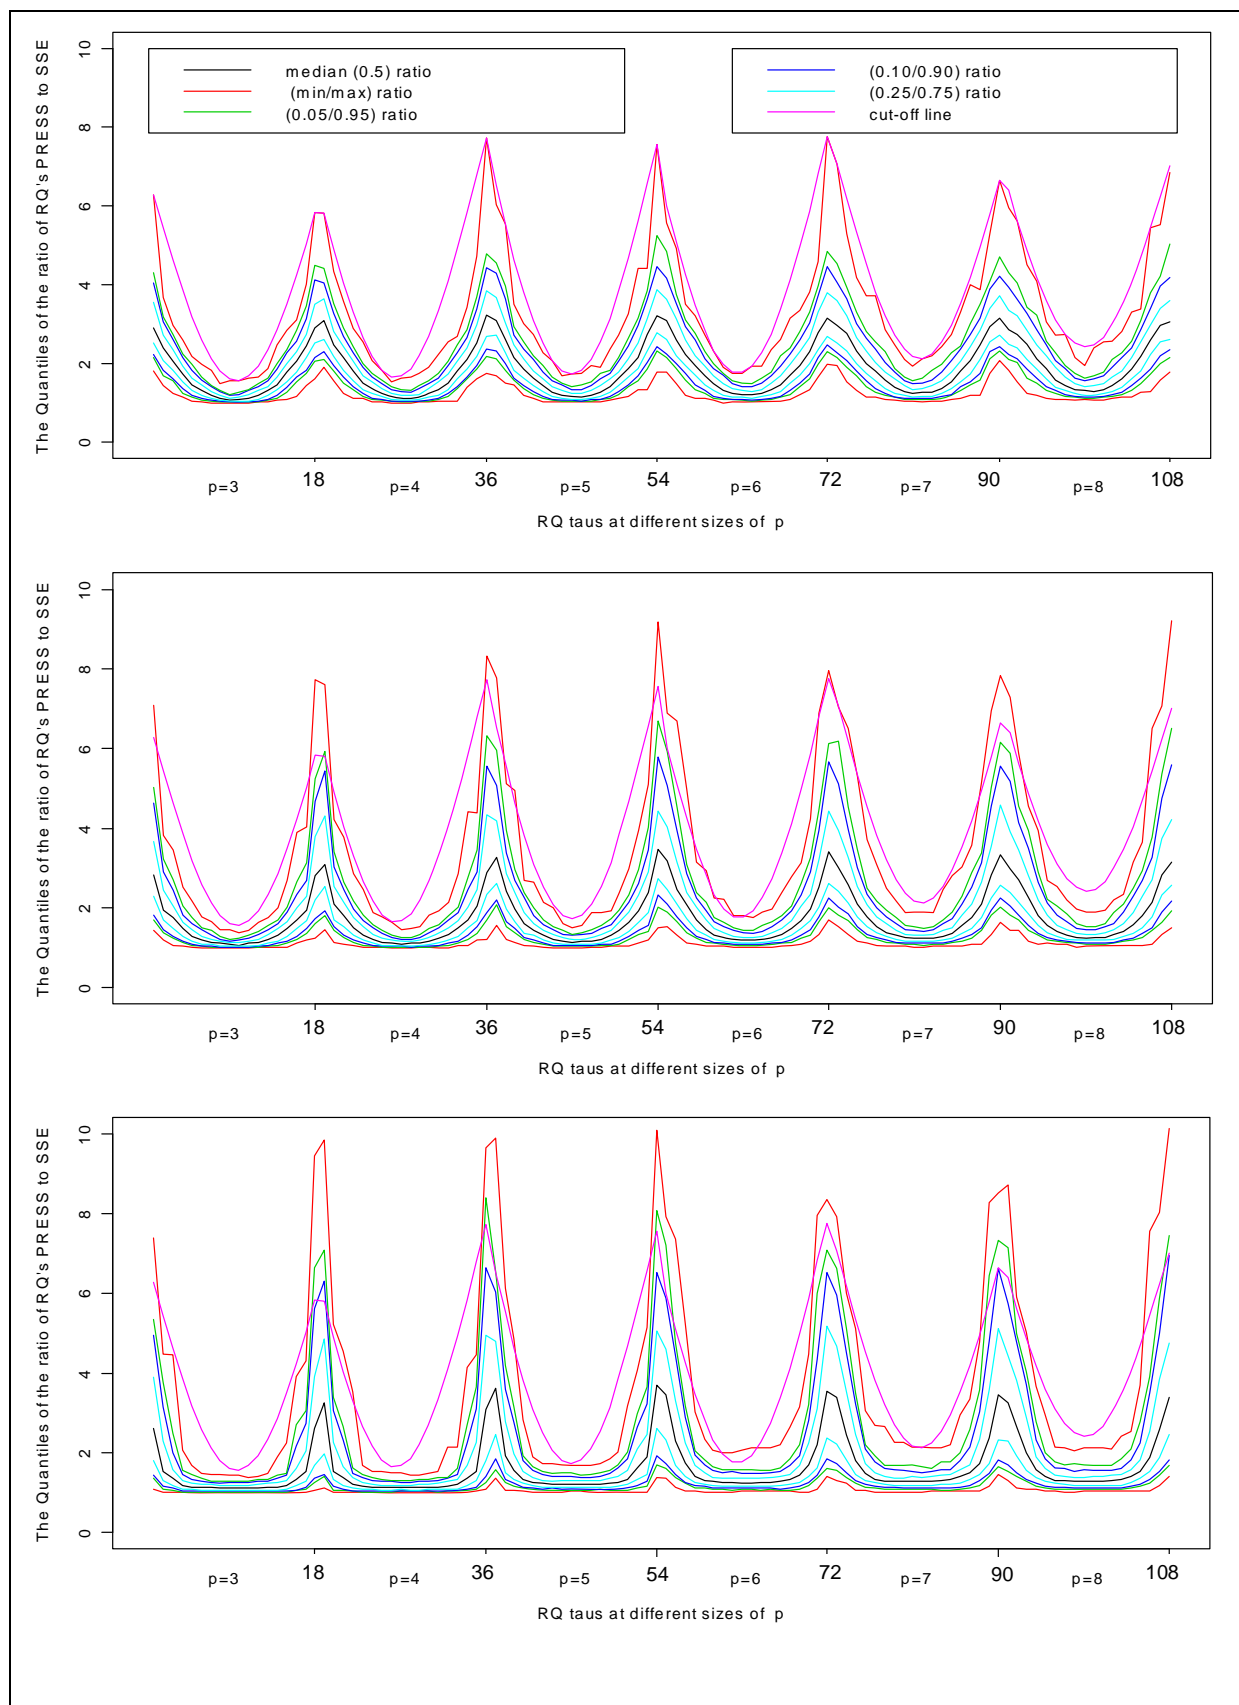 The Quantiles of the ratio of RQ's PRESS to SSE
10
8
6
4
2
0
median (0.5) ratio
(min/max) ratio
(0.05/0.95) ratio
(0.10/0.90) ratio
(0.25/0.75) ratio
cut-off line
p=3 18 p=4 36 p=5 54 p=6 72 p=7 90 p=8 108
RQ taus at different sizes of p
The Quantiles of the ratio of RQ's PRESS to SSE
10
8
6
4
2
0
p=3 18 p=4 36 p=5 54 p=6 72 p=7 90 p=8 108
RQ taus at different sizes of p
The Quantiles of the ratio of RQ's PRESS to SSE
10
8
6
4
2
0
p=3 18 p=4 36 p=5 54 p=6 72 p=7 90 p=8 108
RQ taus at different sizes of p